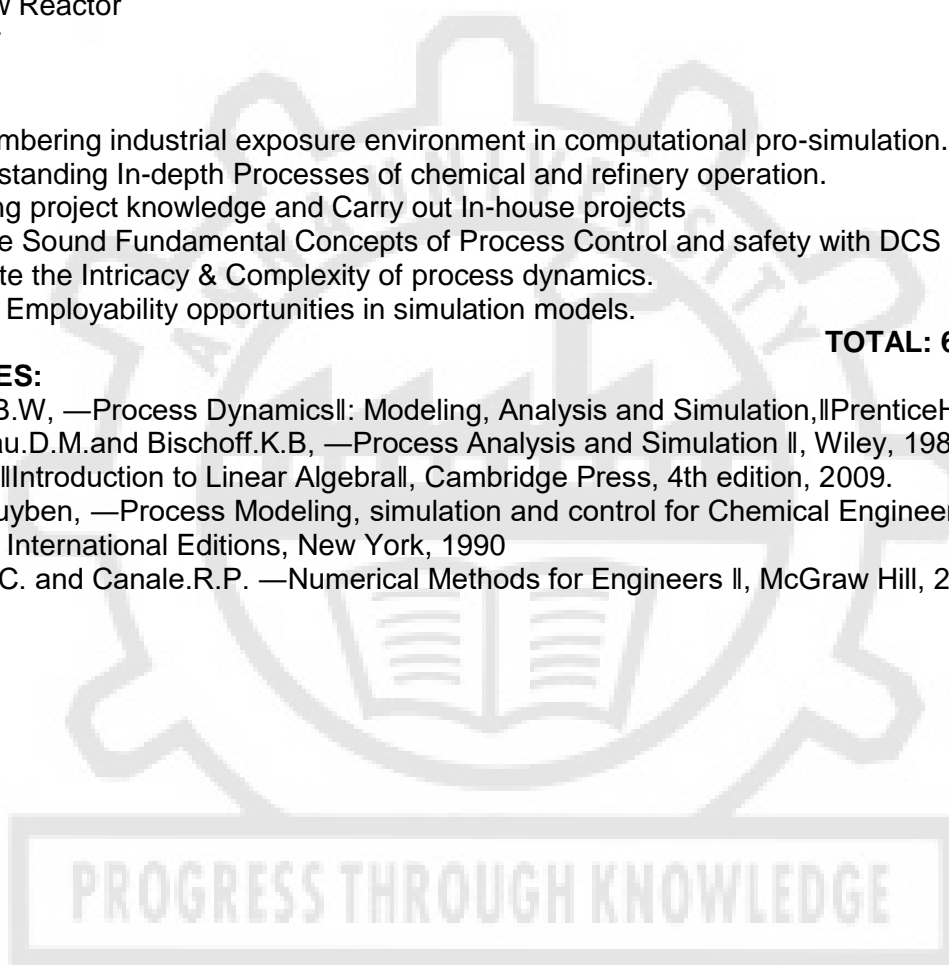 w Reactor
mbering industrial exposure environment in computational pro-simulation.
standing In-depth Processes of chemical and refinery operation.
ng project knowledge and Carry out In-house projects
e Sound Fundamental Concepts of Process Control and safety with DCS
te the Intricacy & Complexity of process dynamics.
Employability opportunities in simulation models.
TOTAL: 6
ES:
B.W, ―Process Dynamics‖: Modeling, Analysis and Simulation,‖PrenticeH
au.D.M.and Bischoff.K.B, ―Process Analysis and Simulation ‖, Wiley, 198
‖Introduction to Linear Algebra‖, Cambridge Press, 4th edition, 2009.
uyben, ―Process Modeling, simulation and control for Chemical Engineer
International Editions, New York, 1990
C. and Canale.R.P. ―Numerical Methods for Engineers ‖, McGraw Hill, 2
ANNA UNIVERSITY
PROGRESS THROUGH KNOWLEDGE